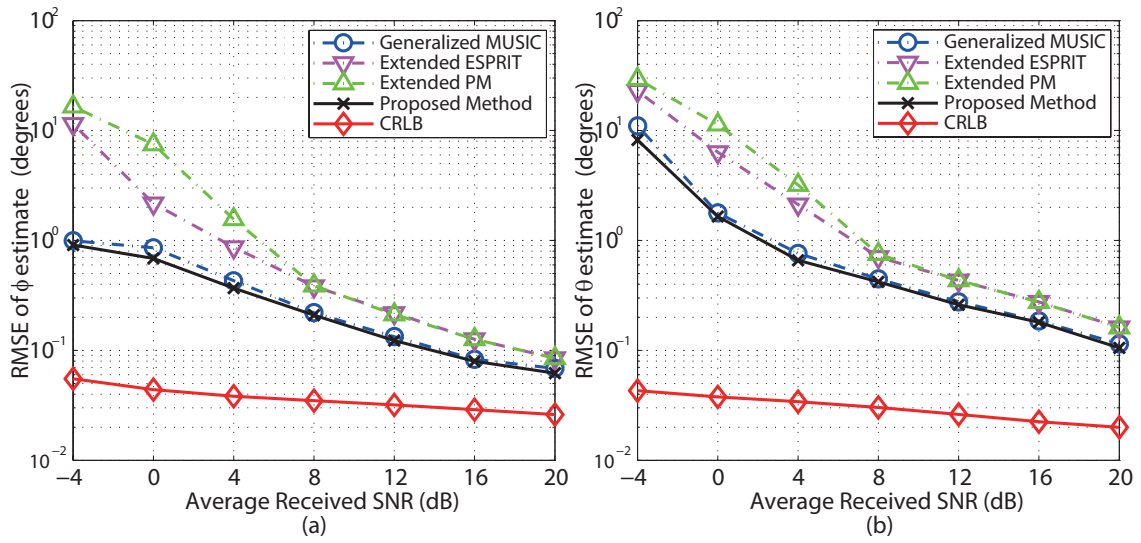 10^2
10^1
10^0
10^-1
10^-2
RMSE of ϕ estimate (degrees)
Generalized MUSIC
Extended ESPRIT
Extended PM
Proposed Method
CRLB
−4 0 4 8 12 16 20
Average Received SNR (dB)
(a)
10^2
10^1
10^0
10^-1
10^-2
RMSE of θ estimate (degrees)
Generalized MUSIC
Extended ESPRIT
Extended PM
Proposed Method
CRLB
−4 0 4 8 12 16 20
Average Received SNR (dB)
(b)